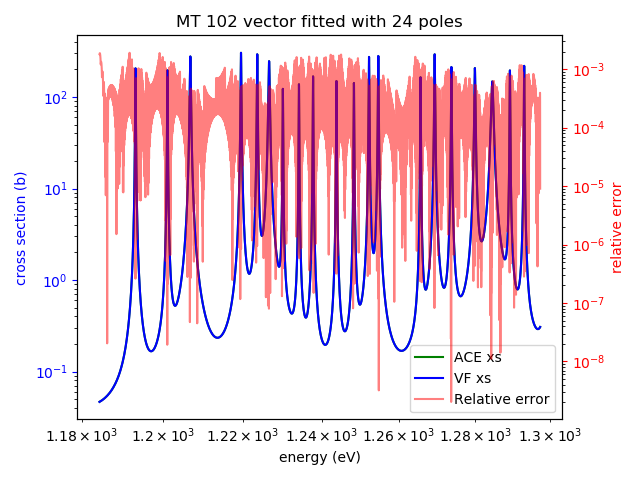 MT 102 vector fitted with 24 poles
cross section (b)
10²
10¹
10⁰
10⁻¹
relative error
10⁻³
10⁻⁴
10⁻⁵
10⁻⁶
10⁻⁷
10⁻⁸
ACE xs
VF xs
Relative error
1.18 × 10³ 1.2 × 10³ 1.22 × 10³ 1.24 × 10³ 1.26 × 10³ 1.28 × 10³ 1.3 × 10³
energy (eV)